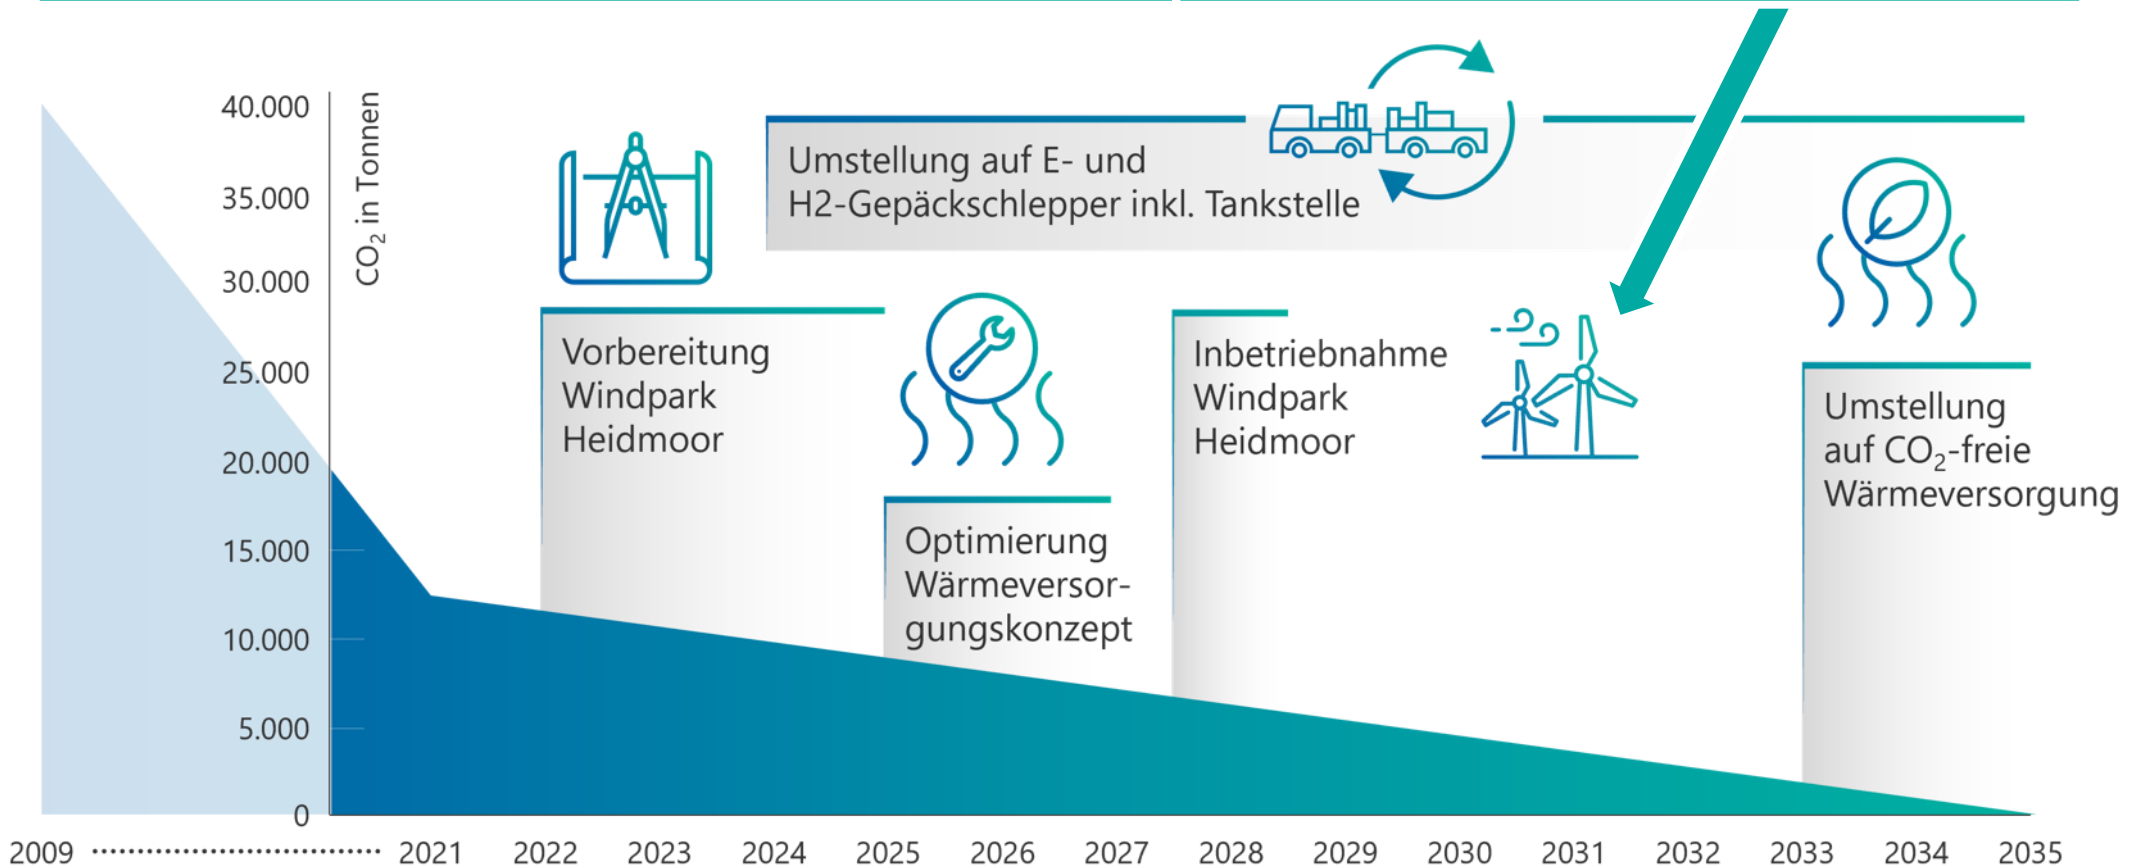 40.000
35.000
30.000
25.000
20.000
15.000
10.000
5.000
0
CO₂ in Tonnen
Umstellung auf E- und
H2-Gepäckschlepper inkl. Tankstelle
Vorbereitung
Windpark
Heidmoor
Optimierung
Wärmeversor-
gungskonzept
Inbetriebnahme
Windpark
Heidmoor
Umstellung
auf CO₂-freie
Wärmeversorgung
2009 2021 2022 2023 2024 2025 2026 2027 2028 2029 2030 2031 2032 2033 2034 2035